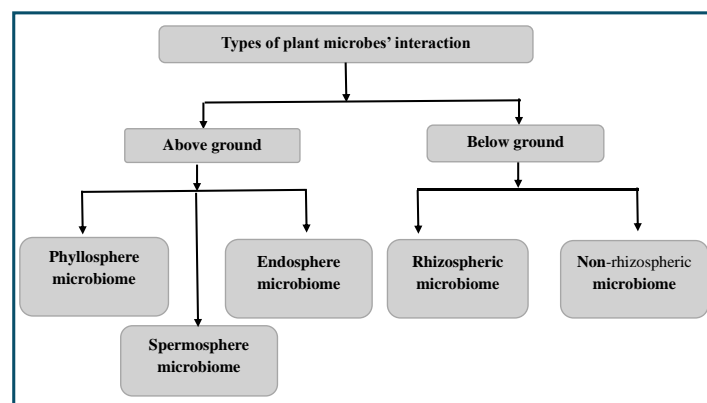 Types of plant microbes’ interaction
Above ground
Below ground
Phyllosphere
microbiome
Endosphere
microbiome
Rhizospheric
microbiome
Non-rhizospheric
microbiome
Spermosphere
microbiome